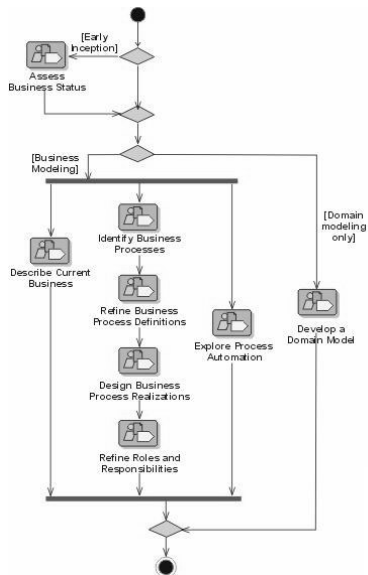 [Early
Inception]
Assess
Business Status
[Business
Modeling]
[Domain
modeling
only]
Identify Business
Processes
Describe Current
Business
Refine Business
Process Definitions
Explore Process
Automation
Develop a
Domain Model
Design Business
Process Realizations
Refine Roles and
Responsibilities